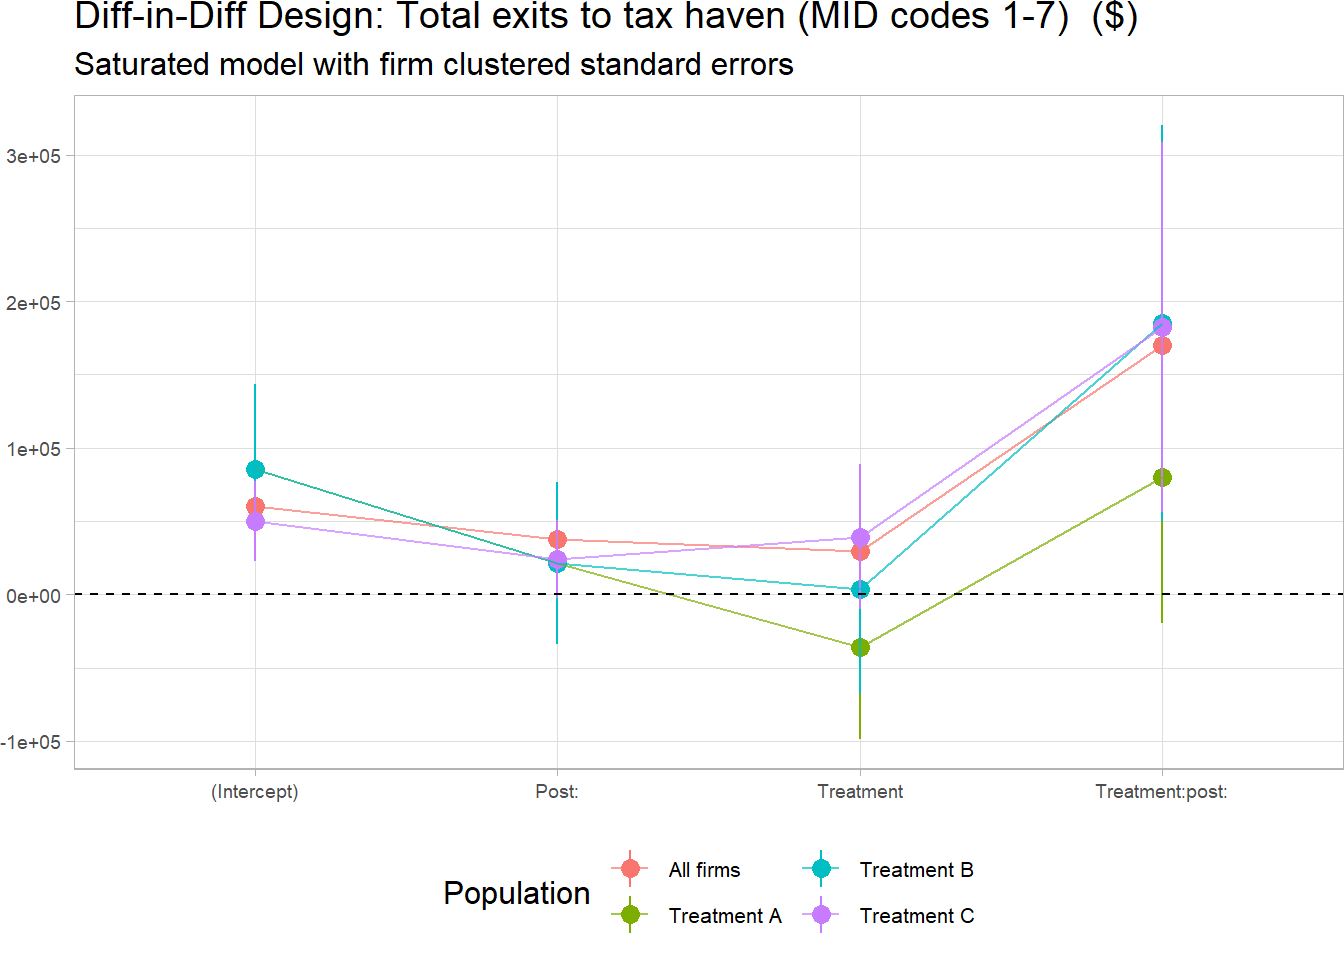 Diff-in-Diff Design: Total exits to tax haven (MID codes 1-7)  ($)
Saturated model with firm clustered standard errors
3e+05
2e+05
1e+05
0e+00
-1e+05
(Intercept) Post: Treatment Treatment:post:
Population
All firms Treatment B
Treatment A Treatment C